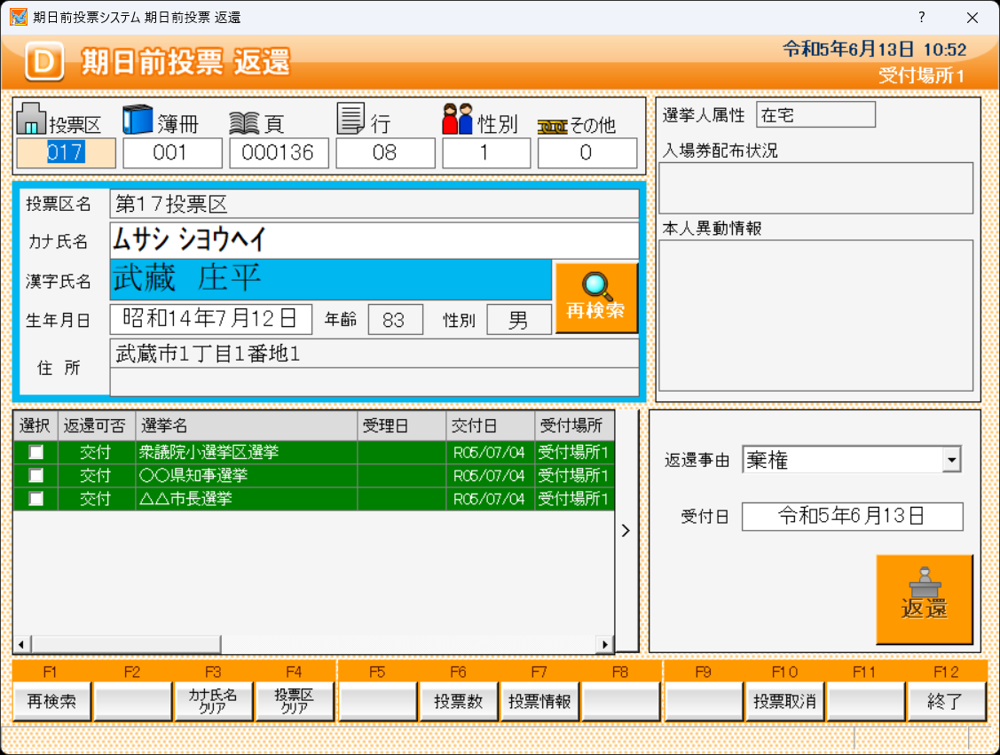 期日前投票システム 期日前投票 返還
?
D 期日前投票 返還
令和5年6月13日 10:52
受付場所1
投票区 簿冊 頁 行 性別 その他
017 001 000136 08 1 0
選挙人属性 在宅
入場券配布状況
本人異動情報
投票区名 第17投票区
カナ氏名 ムサシ ショウヘイ
漢字氏名 武蔵 庄平
再検索
生年月日 昭和14年7月12日 年齢 83 性別 男
住 所 武蔵市1丁目1番地1
選択 返還可否 選挙名 受理日 交付日 受付場所
交付 衆議院小選挙区選挙 R05/07/04 受付場所1
交付 〇〇県知事選挙 R05/07/04 受付場所1
交付 △△市長選挙 R05/07/04 受付場所1
返還事由 棄権
受付日 令和5年6月13日
返還
F1 F2 F3 F4 F5 F6 F7 F8 F9 F10 F11 F12
再検索 カナ氏名クリア 投票区クリア 投票数 投票情報 投票取消 終了